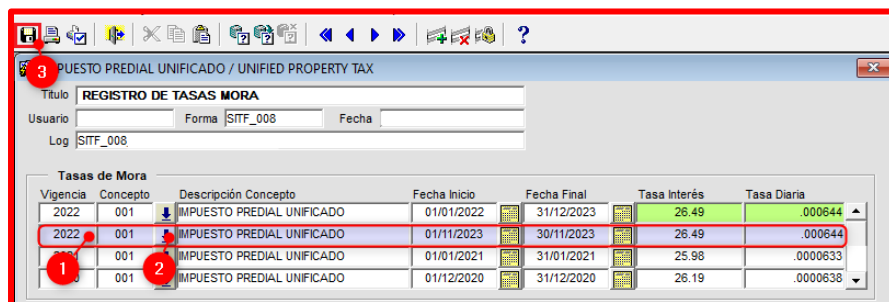 ?
3
IMPUESTO PREDIAL UNIFICADO / UNIFIED PROPERTY TAX
Titulo REGISTRO DE TASAS MORA
Usuario Forma SITF_008 Fecha
Log SITF_008
Tasas de Mora
Vigencia Concepto Descripción Concepto Fecha Inicio Fecha Final Tasa Interés Tasa Diaria
2022 001 IMPUESTO PREDIAL UNIFICADO 01/01/2022 31/12/2023 26.49 .000644
2022 001 IMPUESTO PREDIAL UNIFICADO 01/11/2023 30/11/2023 26.49 .000644
001 IMPUESTO PREDIAL UNIFICADO 01/01/2021 31/01/2021 25.98 .0000633
1 2
001 IMPUESTO PREDIAL UNIFICADO 01/12/2020 31/12/2020 26.19 .0000638